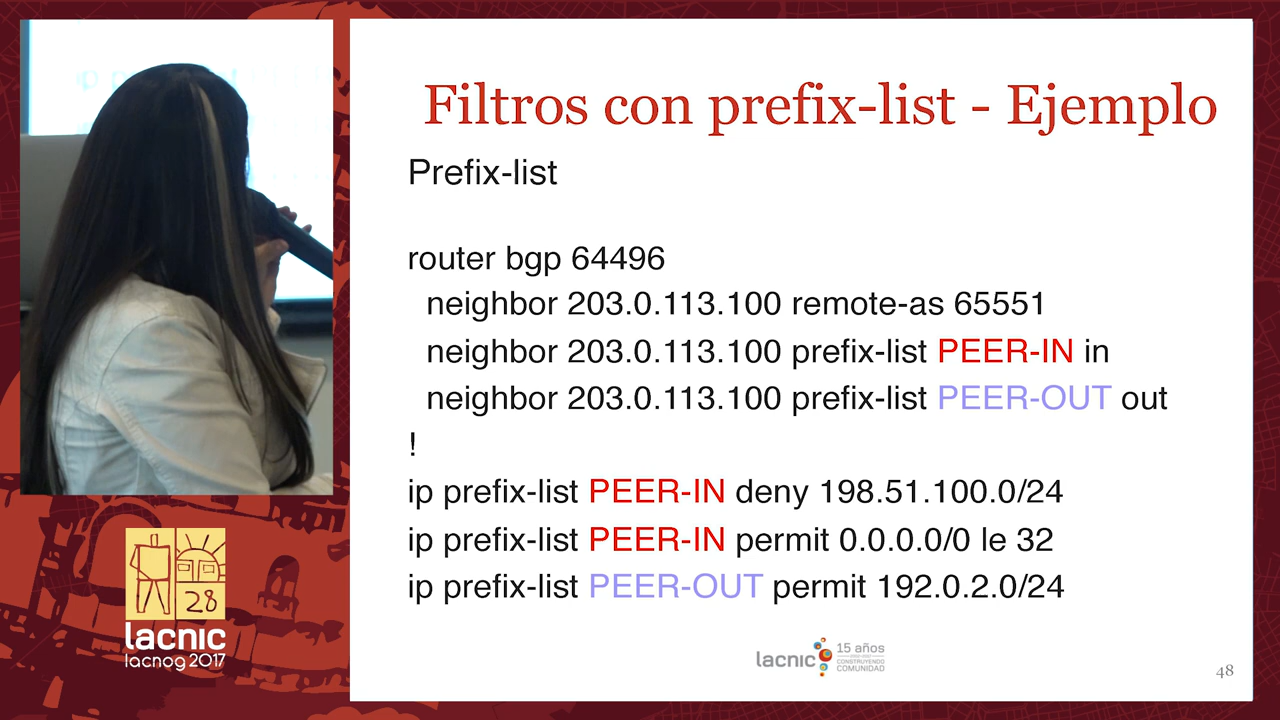 Filtros con prefix-list - Ejemplo
Prefix-list
router bgp 64496
neighbor 203.0.113.100 remote-as 65551
neighbor 203.0.113.100 prefix-list PEER-IN in
neighbor 203.0.113.100 prefix-list PEER-OUT out
!
ip prefix-list PEER-IN deny 198.51.100.0/24
ip prefix-list PEER-IN permit 0.0.0.0/0 le 32
ip prefix-list PEER-OUT permit 192.0.2.0/24
28
lacnic
lacnog 2017
lacnic
15 años
CONSTRUYENDO
COMUNIDAD
48